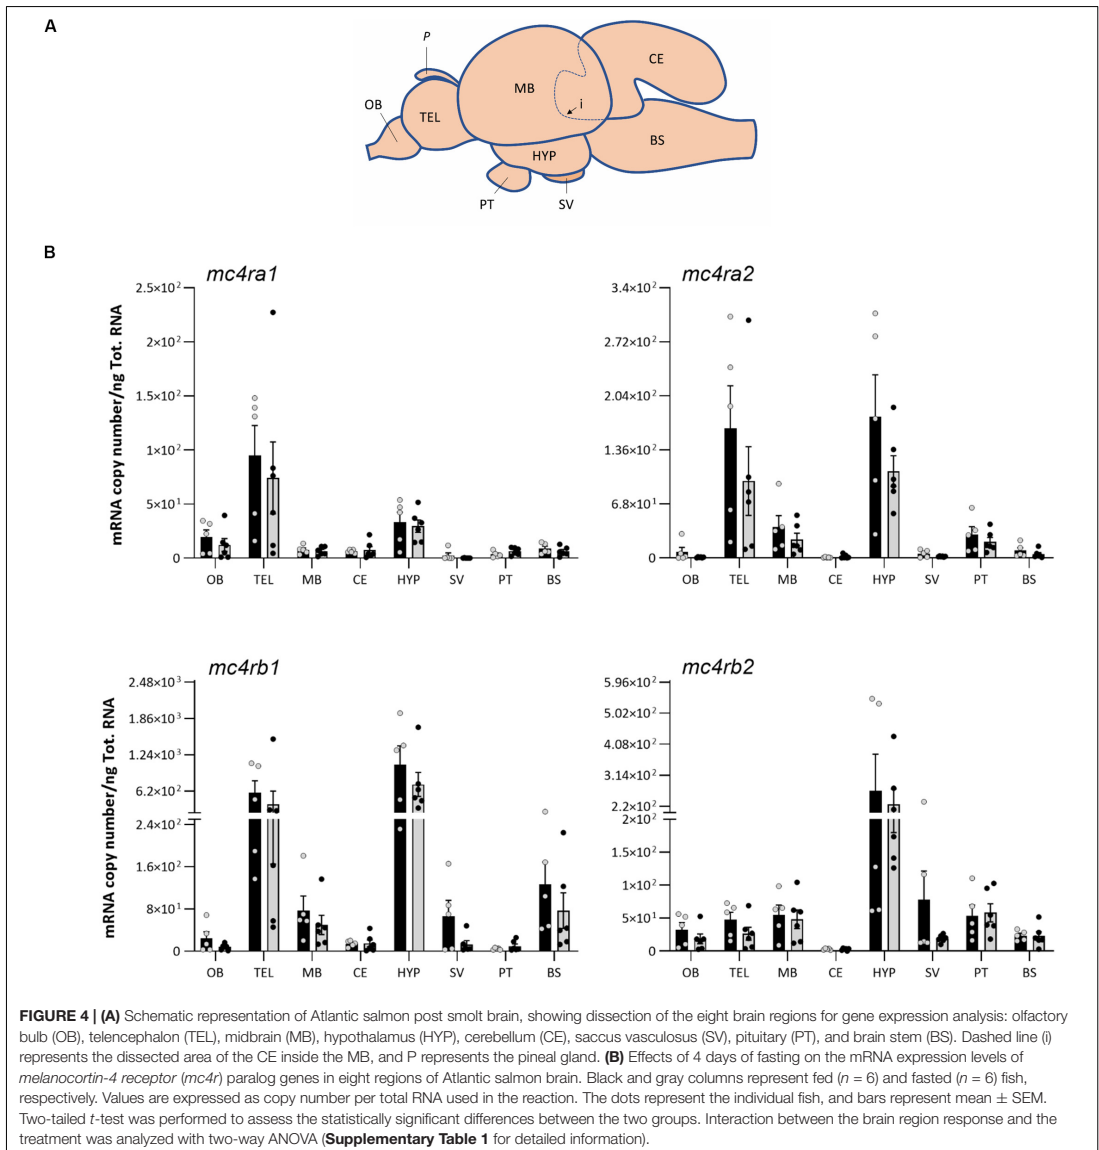 A
P
CE
MB
OB
i
TEL
BS
HYP
PT
SV
B
mc4ra1
mRNA copy number/ng Tot. RNA
2.5×10²
2×10²
1.5×10²
1×10²
5×10¹
0
OB TEL MB CE HYP SV PT BS
mc4ra2
3.4×10²
2.72×10²
2.04×10²
1.36×10²
6.8×10¹
0
OB TEL MB CE HYP SV PT BS
mc4rb1
mRNA copy number/ng Tot. RNA
2.48×10³
1.86×10³
1.24×10³
6.2×10²
2.4×10²
1.6×10²
8×10¹
0
OB TEL MB CE HYP SV PT BS
mc4rb2
5.96×10²
5.02×10²
4.08×10²
3.14×10²
2.2×10²
2×10²
1.5×10²
1×10²
5×10¹
0
OB TEL MB CE HYP SV PT BS
FIGURE 4 | (A) Schematic representation of Atlantic salmon post smolt brain, showing dissection of the eight brain regions for gene expression analysis: olfactory
bulb (OB), telencephalon (TEL), midbrain (MB), hypothalamus (HYP), cerebellum (CE), saccus vasculosus (SV), pituitary (PT), and brain stem (BS). Dashed line (i)
represents the dissected area of the CE inside the MB, and P represents the pineal gland. (B) Effects of 4 days of fasting on the mRNA expression levels of
melanocortin-4 receptor (mc4r) paralog genes in eight regions of Atlantic salmon brain. Black and gray columns represent fed (n = 6) and fasted (n = 6) fish,
respectively. Values are expressed as copy number per total RNA used in the reaction. The dots represent the individual fish, and bars represent mean ± SEM.
Two-tailed t-test was performed to assess the statistically significant differences between the two groups. Interaction between the brain region response and the
treatment was analyzed with two-way ANOVA (Supplementary Table 1 for detailed information).